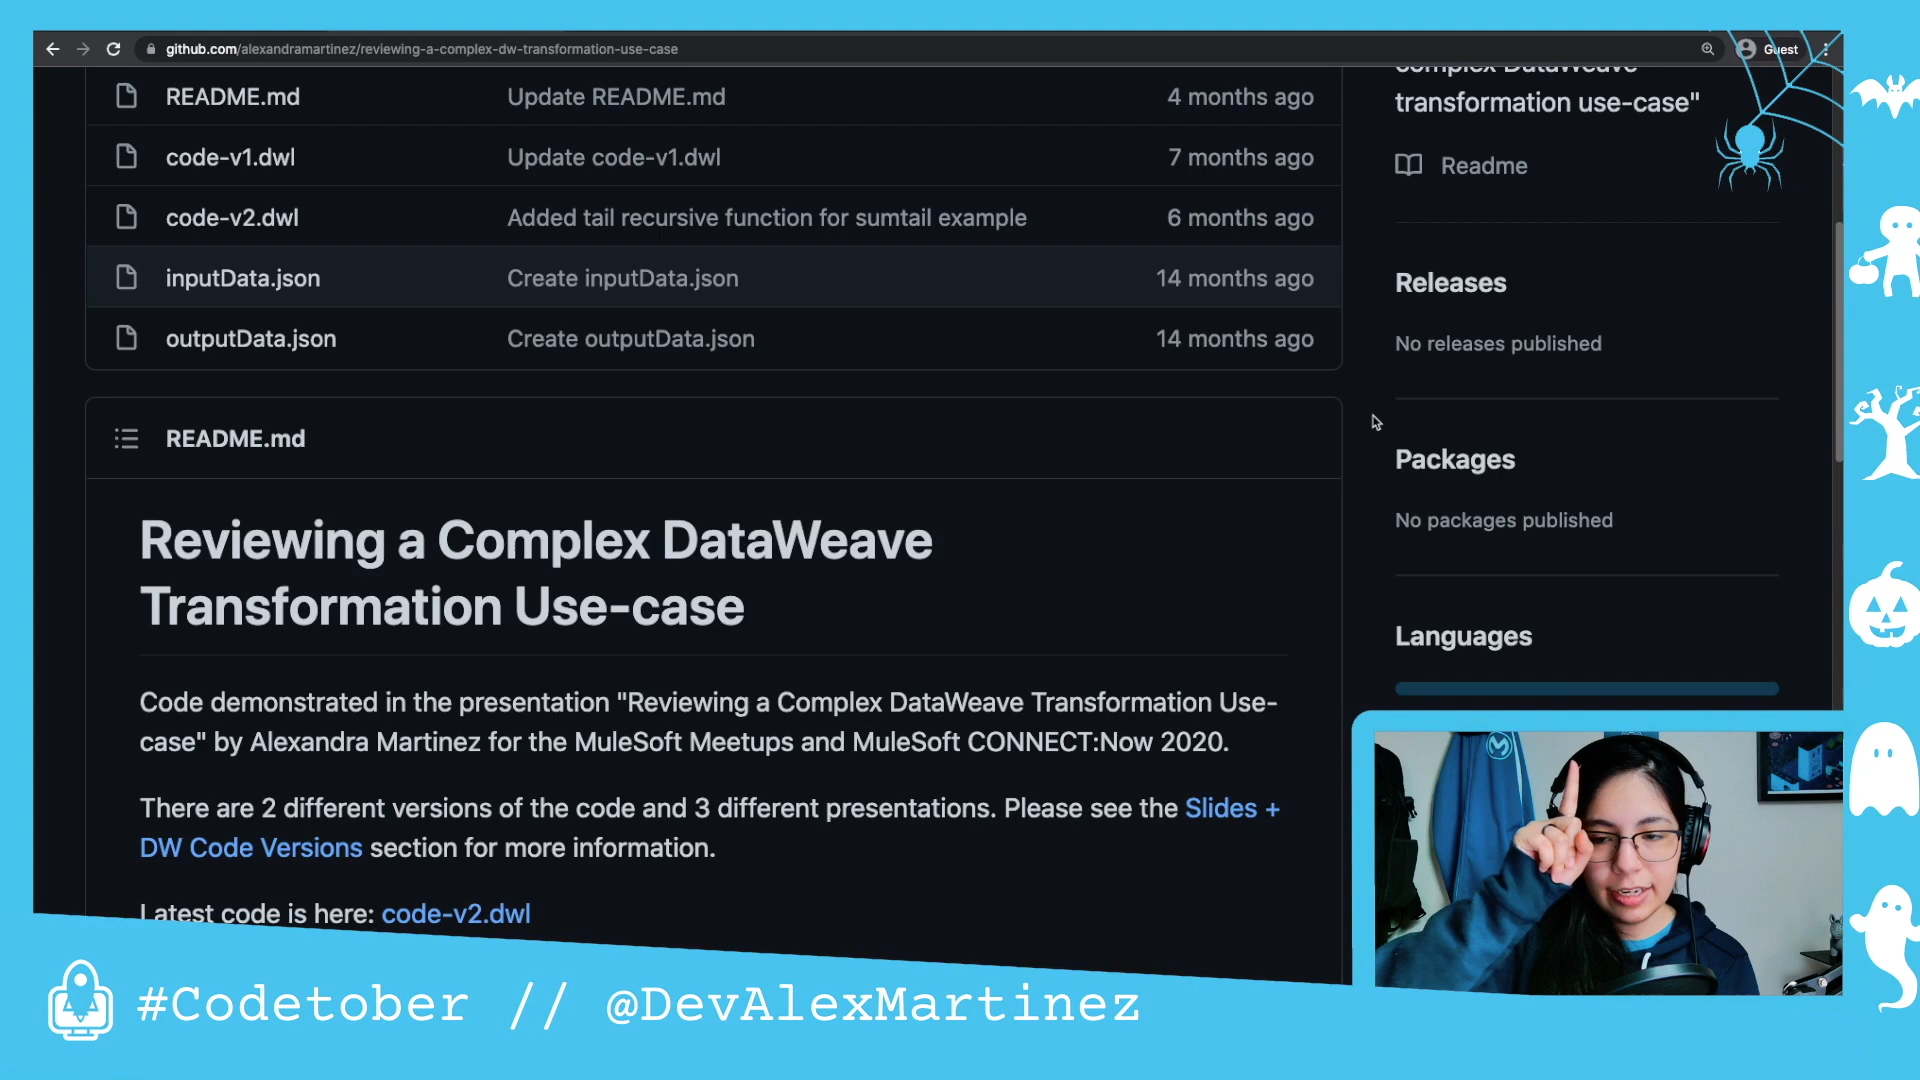 github.com/alexandramartinez/reviewing-a-complex-dw-transformation-use-case
Guest
README.md Update README.md 4 months ago
code-v1.dwl Update code-v1.dwl 7 months ago
code-v2.dwl Added tail recursive function for sumtail example 6 months ago
inputData.json Create inputData.json 14 months ago
outputData.json Create outputData.json 14 months ago
README.md
Reviewing a Complex DataWeave
Transformation Use-case
Code demonstrated in the presentation "Reviewing a Complex DataWeave Transformation Use-
case" by Alexandra Martinez for the MuleSoft Meetups and MuleSoft CONNECT:Now 2020.
There are 2 different versions of the code and 3 different presentations. Please see the Slides +
DW Code Versions section for more information.
Latest code is here: code-v2.dwl
complex DataWeave
transformation use-case"
Readme
Releases
No releases published
Packages
No packages published
Languages
#Codetober // @DevAlexMartinez